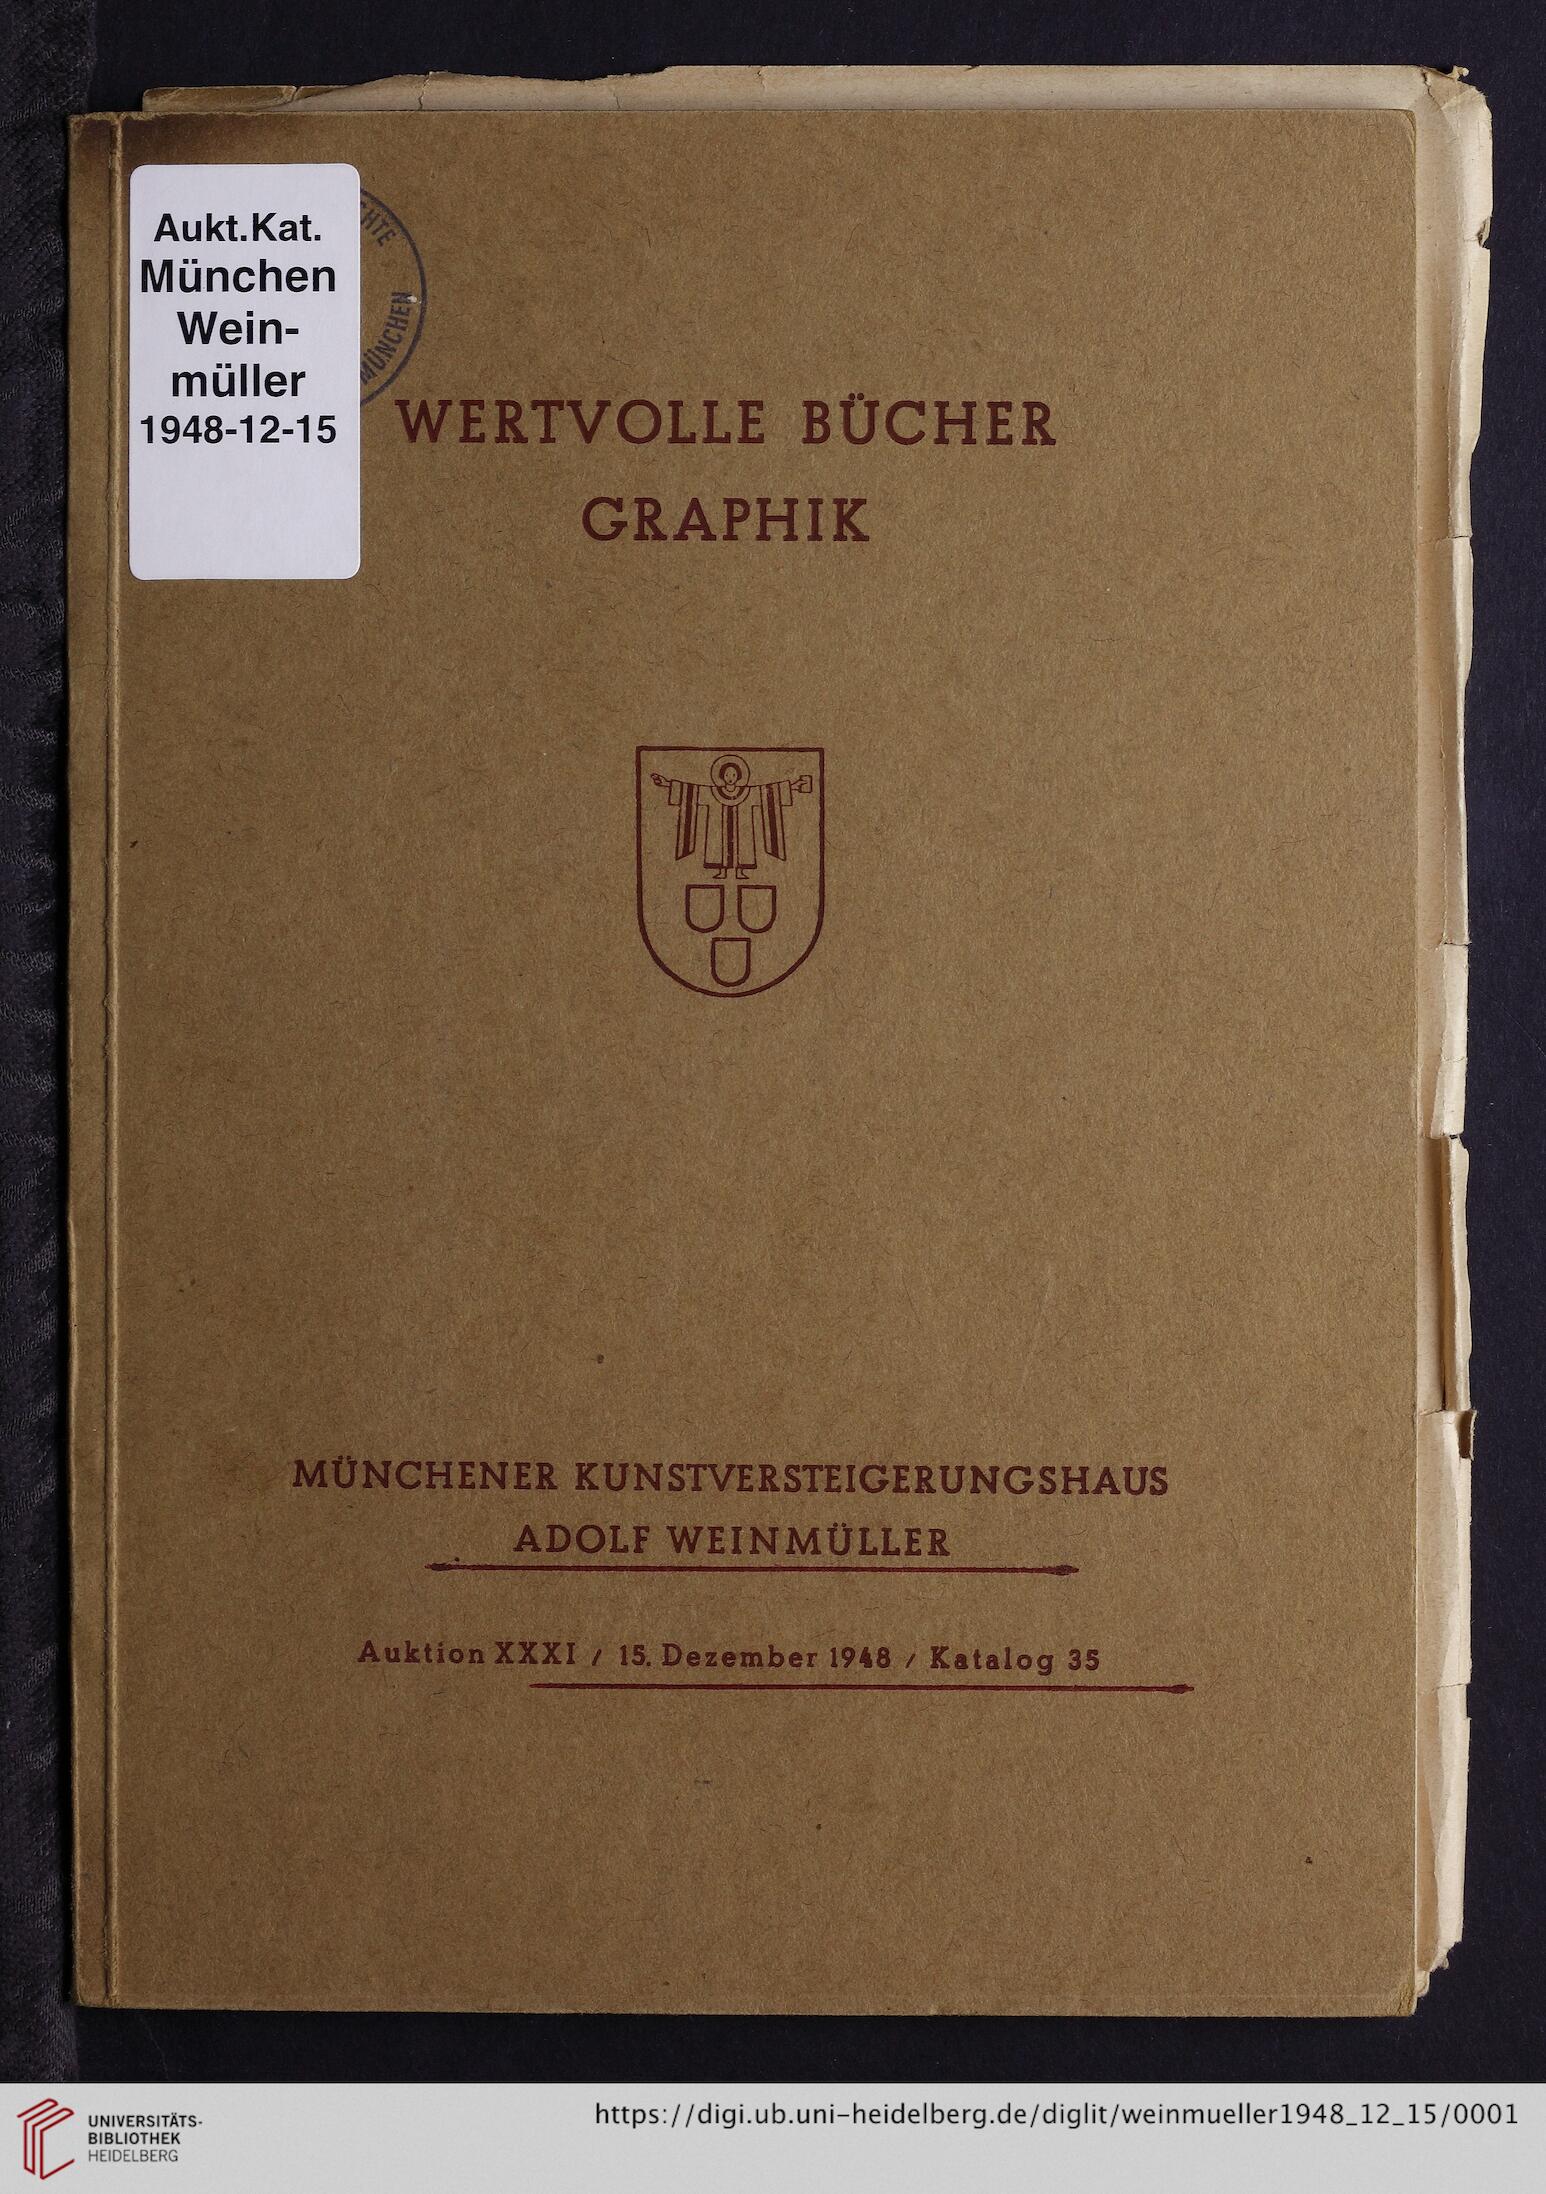 Aukt.Kat.
München
Wein-
müller
1948-12-15
MÜNCHEN
WERTVOLLE BÜCHER
GRAPHIK
MÜNCHENER KUNSTVERSTEIGERUNGSHAUS
ADOLF WEINMÜLLER
Auktion XXXI / 15. Dezember 1948 / Katalog 35
UNIVERSITÄTS-
BIBLIOTHEK
HEIDELBERG
https://digi.ub.uni-heidelberg.de/diglit/weinmueller1948_12_15/0001